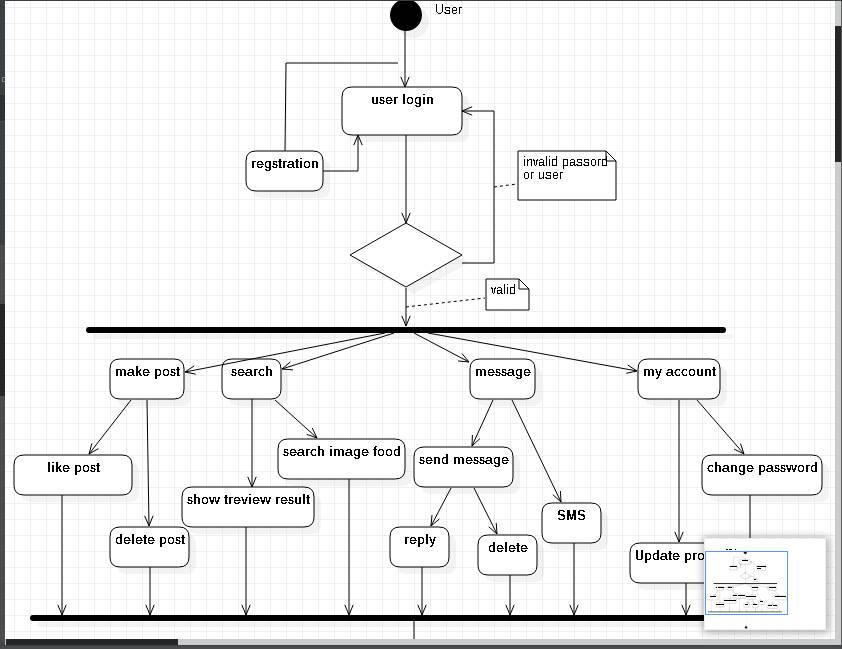 User
user login
regstration
invalid passord
or user
valid
make post
search
message
my account
search image food
send message
like post
change password
show treview result
SMS
delete post
reply
delete
Update pro